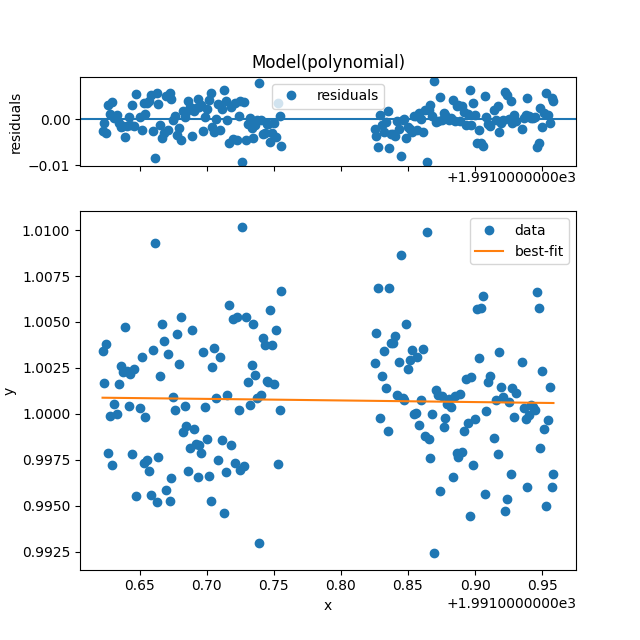 Model(polynomial)
residuals
0.00
−0.01
residuals
+1.9910000000e3
y
1.0100
1.0075
1.0050
1.0025
1.0000
0.9975
0.9950
0.9925
data
best-fit
0.65 0.70 0.75 0.80 0.85 0.90 0.95
x
+1.9910000000e3